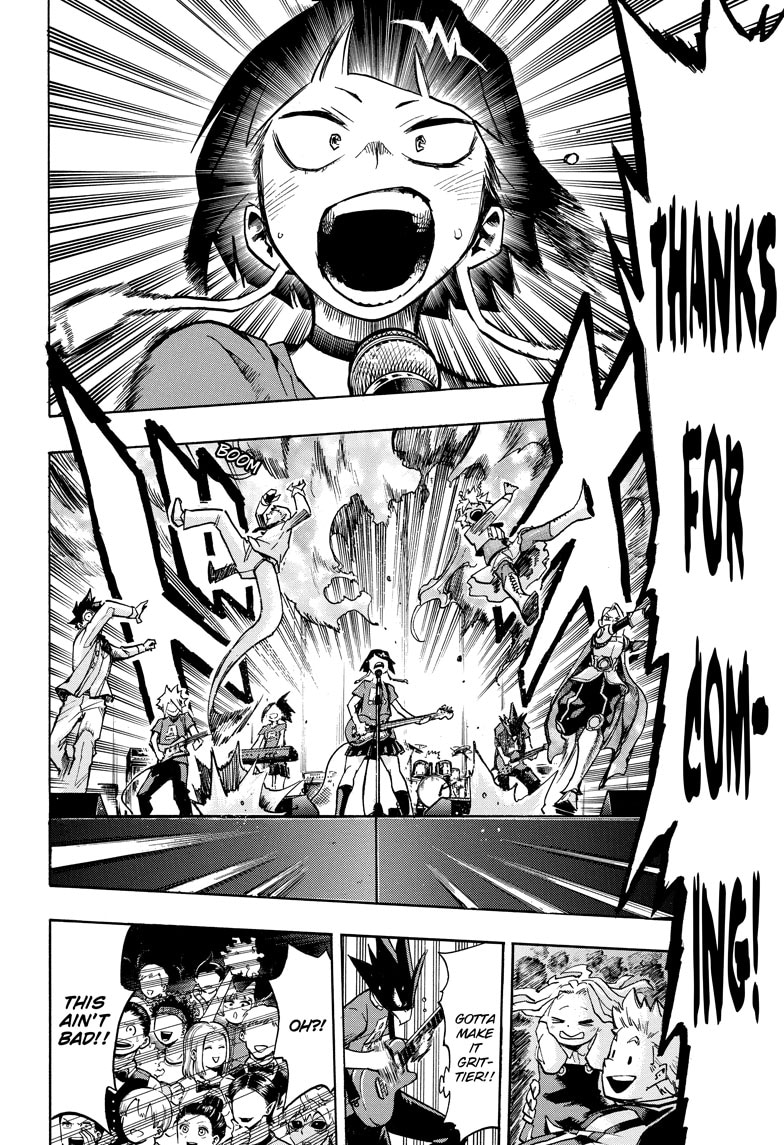 THANKS
FOR
COM-
ING!
BOOM
GOTTA
MAKE
IT
GRIT-
TIER!!
OH?!
THIS
AIN'T
BAD!!